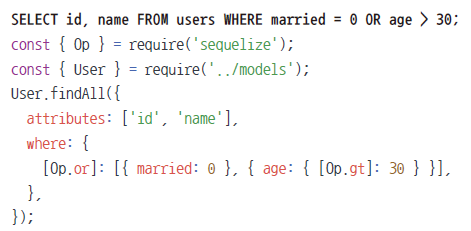 SELECT id, name FROM users WHERE married = 0 OR age > 30;
const { Op } = require('sequelize');
const { User } = require('../models');
User.findAll({
  attributes: ['id', 'name'],
  where: {
    [Op.or]: [{ married: 0 }, { age: { [Op.gt]: 30 } }],
  },
});